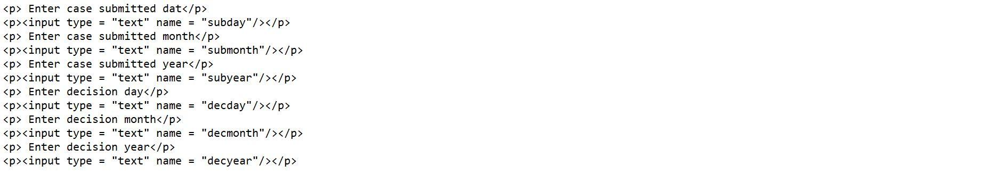 <p> Enter case submitted dat</p>
<p><input type = "text" name = "subday"/></p>
<p> Enter case submitted month</p>
<p><input type = "text" name = "submonth"/></p>
<p> Enter case submitted year</p>
<p><input type = "text" name = "subyear"/></p>
<p> Enter decision day</p>
<p><input type = "text" name = "decday"/></p>
<p> Enter decision month</p>
<p><input type = "text" name = "decmonth"/></p>
<p> Enter decision year</p>
<p><input type = "text" name = "decyear"/></p>